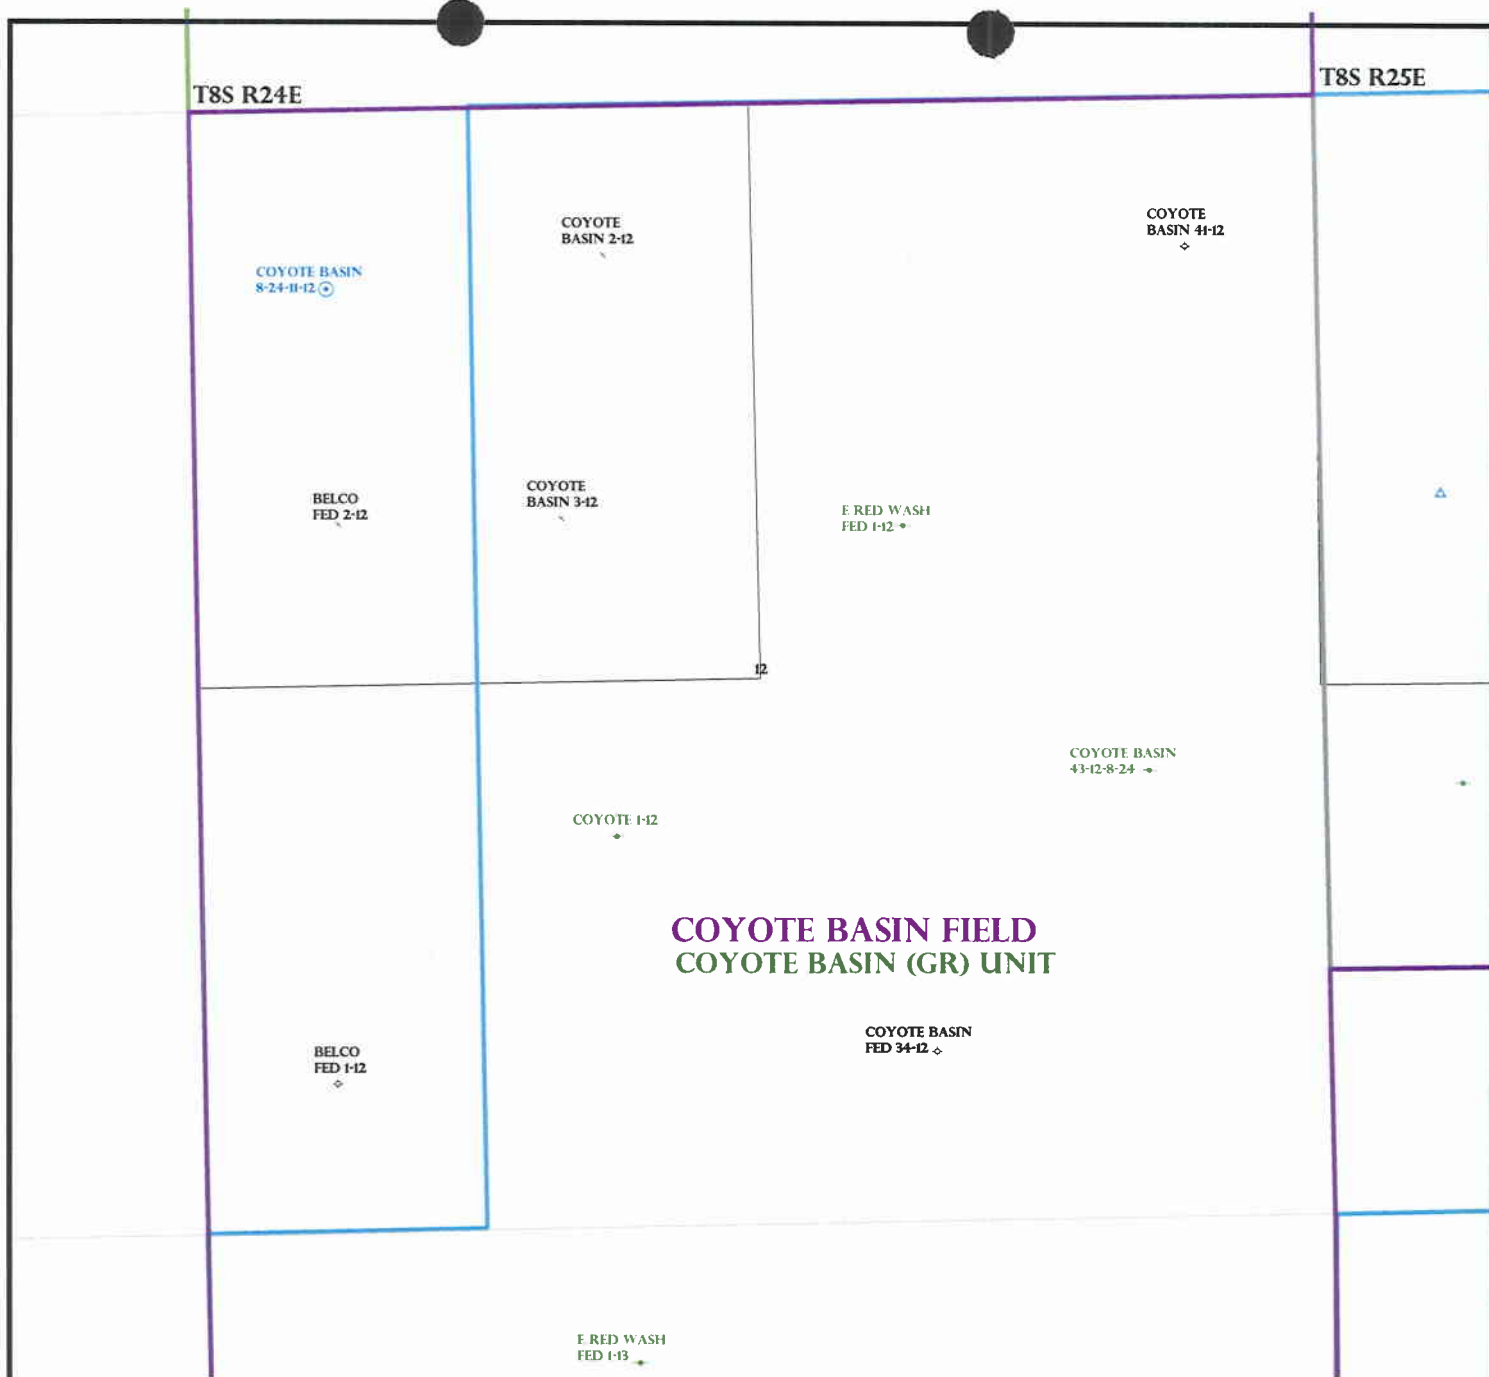 T8S R24E
T8S R25E
COYOTE
BASIN 2-12
COYOTE
BASIN 41-12
COYOTE BASIN
8-24-11-12
BELCO
FED 2-12
COYOTE
BASIN 3-12
E RED WASH
FED 1-12
12
COYOTE BASIN
43-12-8-24
COYOTE 1-12
COYOTE BASIN FIELD
COYOTE BASIN (GR) UNIT
COYOTE BASIN
FED 34-12
BELCO
FED 1-12
E RED WASH
FED 1-13